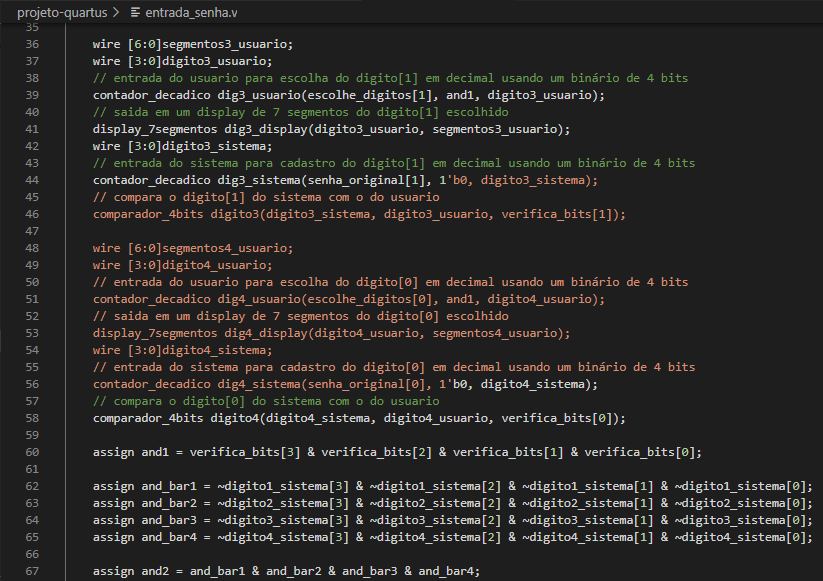 projeto-quartus > entrada_senha.v
35
36 wire [6:0]segmentos3_usuario;
37 wire [3:0]digito3_usuario;
38 // entrada do usuario para escolha do digito[1] em decimal usando um binário de 4 bits
39 contador_decadico dig3_usuario(escolhe_digitos[1], and1, digito3_usuario);
40 // saida em um display de 7 segmentos do digito[1] escolhido
41 display_7segmentos dig3_display(digito3_usuario, segmentos3_usuario);
42 wire [3:0]digito3_sistema;
43 // entrada do sistema para cadastro do digito[1] em decimal usando um binário de 4 bits
44 contador_decadico dig3_sistema(senha_original[1], 1'b0, digito3_sistema);
45 // compara o digito[1] do sistema com o do usuario
46 comparador_4bits digito3(digito3_sistema, digito3_usuario, verifica_bits[1]);
47
48 wire [6:0]segmentos4_usuario;
49 wire [3:0]digito4_usuario;
50 // entrada do usuario para escolha do digito[0] em decimal usando um binário de 4 bits
51 contador_decadico dig4_usuario(escolhe_digitos[0], and1, digito4_usuario);
52 // saida em um display de 7 segmentos do digito[0] escolhido
53 display_7segmentos dig4_display(digito4_usuario, segmentos4_usuario);
54 wire [3:0]digito4_sistema;
55 // entrada do sistema para cadastro do digito[0] em decimal usando um binário de 4 bits
56 contador_decadico dig4_sistema(senha_original[0], 1'b0, digito4_sistema);
57 // compara o digito[0] do sistema com o do usuario
58 comparador_4bits digito4(digito4_sistema, digito4_usuario, verifica_bits[0]);
59
60 assign and1 = verifica_bits[3] & verifica_bits[2] & verifica_bits[1] & verifica_bits[0];
61
62 assign and_bar1 = ~digito1_sistema[3] & ~digito1_sistema[2] & ~digito1_sistema[1] & ~digito1_sistema[0];
63 assign and_bar2 = ~digito2_sistema[3] & ~digito2_sistema[2] & ~digito2_sistema[1] & ~digito2_sistema[0];
64 assign and_bar3 = ~digito3_sistema[3] & ~digito3_sistema[2] & ~digito3_sistema[1] & ~digito3_sistema[0];
65 assign and_bar4 = ~digito4_sistema[3] & ~digito4_sistema[2] & ~digito4_sistema[1] & ~digito4_sistema[0];
66
67 assign and2 = and_bar1 & and_bar2 & and_bar3 & and_bar4;